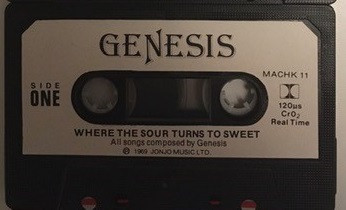 GENESIS
SIDE
ONE
MACHK 11
120µs
CrO2
Real Time
WHERE THE SOUR TURNS TO SWEET
All songs composed by Genesis
Ⓟ 1969 JONJO MUSIC LTD.